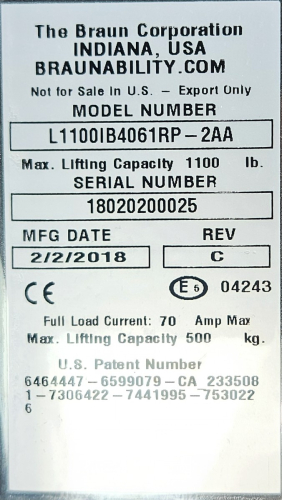 The Braun Corporation
INDIANA, USA
BRAUNABILITY.COM
Not for Sale in U.S. - Export Only
MODEL NUMBER
L1100IB4061RP-2AA
Max. Lifting Capacity 1100 lb.
SERIAL NUMBER
18020200025
MFG DATE REV
2/2/2018 C
CE E5 04243
Full Load Current: 70 Amp Max
Max. Lifting Capacity 500 kg.
U.S. Patent Number
6464447-6599079-CA 233508
1-7306422-7441995-753022
6